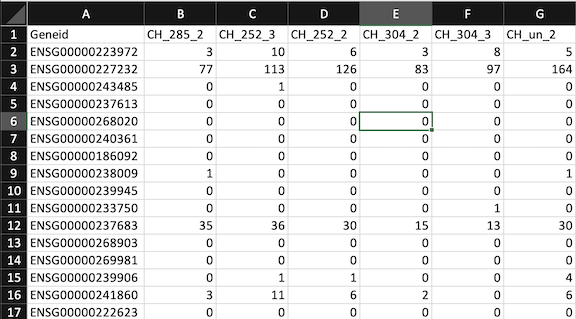 A B C D E F G
1 Geneid CH_285_2 CH_252_3 CH_252_2 CH_304_2 CH_304_3 CH_un_2
2 ENSG00000223972 3 10 6 3 8 5
3 ENSG00000227232 77 113 126 83 97 164
4 ENSG00000243485 0 1 0 0 0 0
5 ENSG00000237613 0 0 0 0 0 0
6 ENSG00000268020 0 0 0 0 0 0
7 ENSG00000240361 0 0 0 0 0 0
8 ENSG00000186092 0 0 0 0 0 0
9 ENSG00000238009 1 0 0 0 0 1
10 ENSG00000239945 0 0 0 0 0 0
11 ENSG00000233750 0 0 0 0 1 0
12 ENSG00000237683 35 36 30 15 13 30
13 ENSG00000268903 0 0 0 0 0 0
14 ENSG00000269981 0 0 0 0 0 0
15 ENSG00000239906 0 1 1 0 0 4
16 ENSG00000241860 3 11 6 2 0 6
17 ENSG00000222623 0 0 0 0 0 0